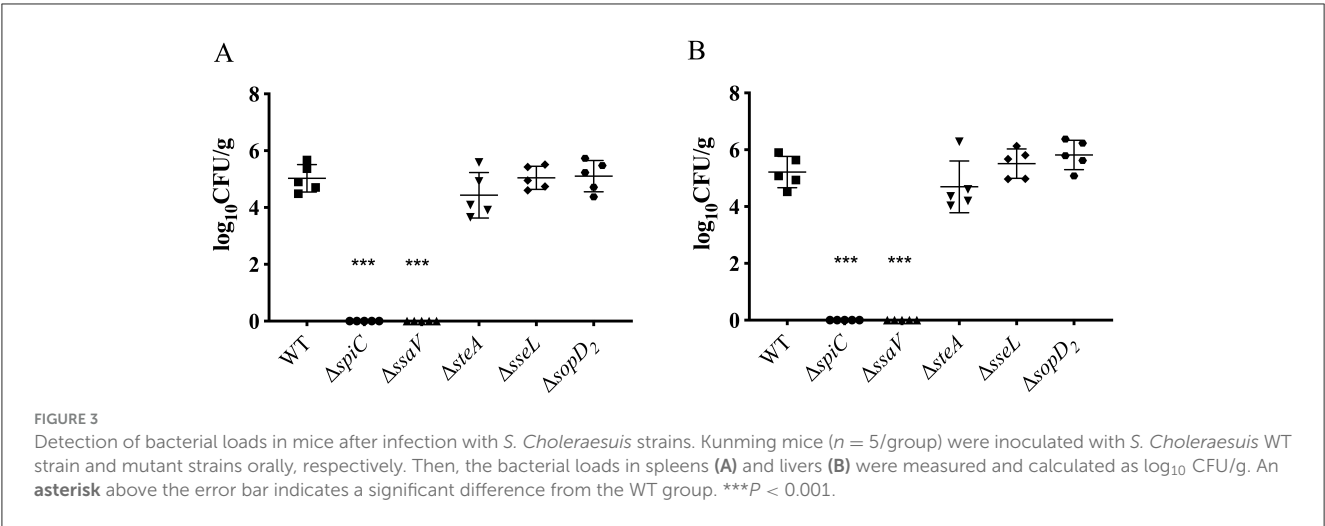 A
8
6
4
2
0
log₁₀CFU/g
***
***
WT
ΔspiC
ΔssaV
ΔsteA
ΔsseL
ΔsopD₂
B
8
6
4
2
0
log₁₀CFU/g
***
***
WT
ΔspiC
ΔssaV
ΔsteA
ΔsseL
ΔsopD₂
FIGURE 3
Detection of bacterial loads in mice after infection with S. Choleraesuis strains. Kunming mice (n = 5/group) were inoculated with S. Choleraesuis WT
strain and mutant strains orally, respectively. Then, the bacterial loads in spleens (A) and livers (B) were measured and calculated as log₁₀ CFU/g. An
asterisk above the error bar indicates a significant difference from the WT group. ***P < 0.001.